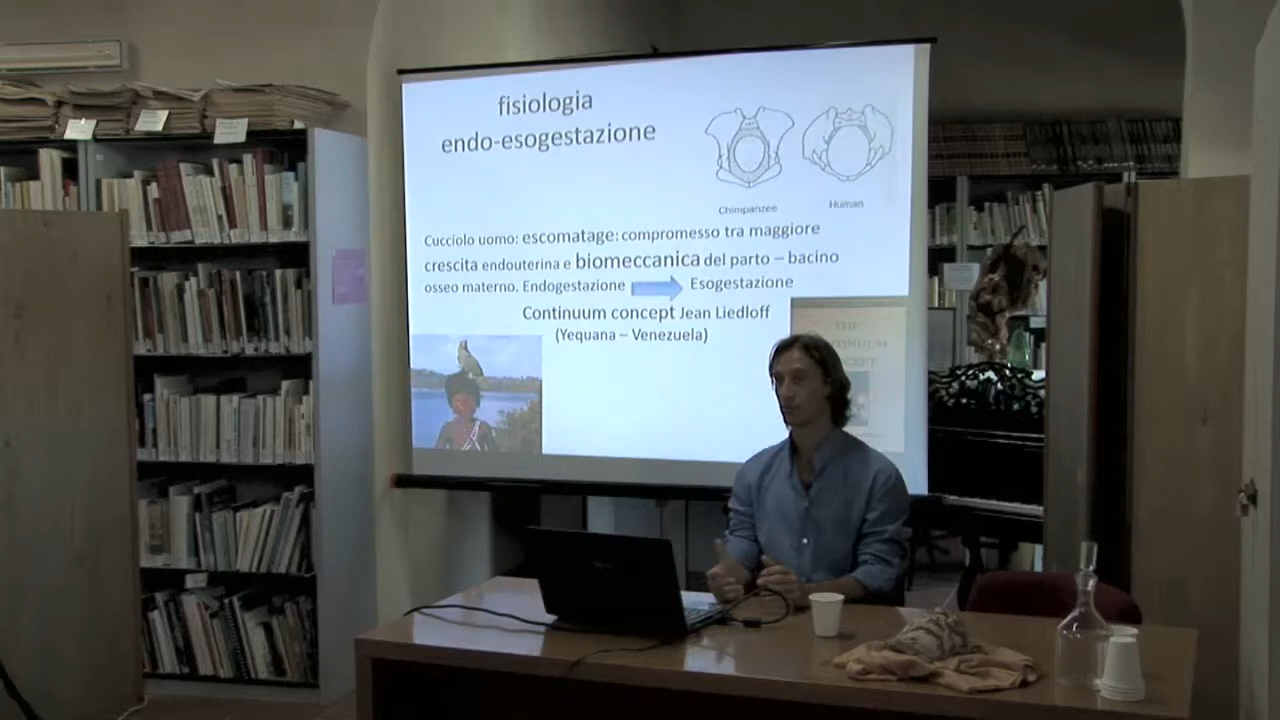 fisiologia
endo-esogestazione
Chimpanzee
Human
Cucciolo uomo: escomatage: compromesso tra maggiore
crescita endouterina e biomeccanica del parto – bacino
osseo materno. Endogestazione Esogestazione
Continuum concept Jean Liedloff
(Yequana – Venezuela)
THE